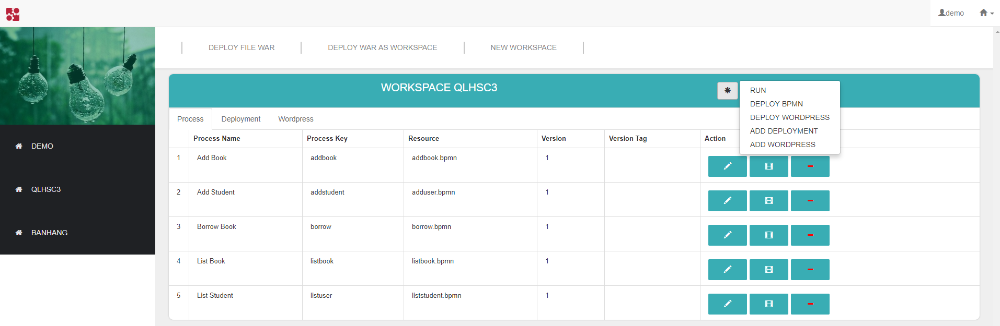 demo
DEPLOY FILE WAR DEPLOY WAR AS WORKSPACE NEW WORKSPACE
DEMO
QLHSC3
BANHANG
WORKSPACE QLHSC3
RUN
DEPLOY BPMN
DEPLOY WORDPRESS
ADD DEPLOYMENT
ADD WORDPRESS
Process Deployment Wordpress
Process Name Process Key Resource Version Version Tag Action
1 Add Book addbook addbook.bpmn 1
2 Add Student addstudent adduser.bpmn 1
3 Borrow Book borrow borrow.bpmn 1
4 List Book listbook listbook.bpmn 1
5 List Student listuser liststudent.bpmn 1